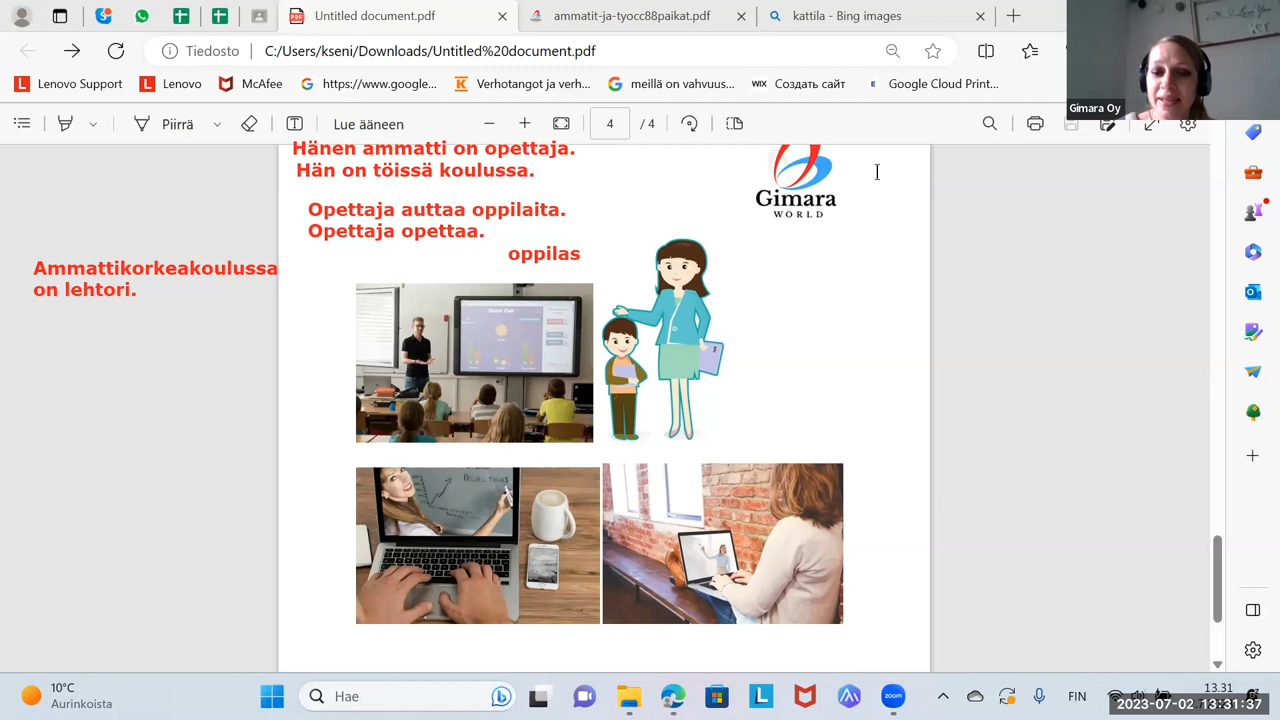 Untitled document.pdf
ammatit-ja-tyocc88paikat.pdf
kattila - Bing images
Tiedosto
C:/Users/kseni/Downloads/Untitled%20document.pdf
Lenovo Support
Lenovo
McAfee
https://www.google...
Verhotangot ja verh...
meillä on vahvuus...
WIX
Создать сайт
Google Cloud Print...
Gimara Oy
Piirrä
Lue ääneen
4
/ 4
Hänen ammatti on opettaja.
Hän on töissä koulussa.
Gimara
WORLD
Opettaja auttaa oppilaita.
Opettaja opettaa.
oppilas
Ammattikorkeakoulussa
on lehtori.
10°C
Aurinkoista
Hae
FIN
13.31
2023-07-02 13:31:37